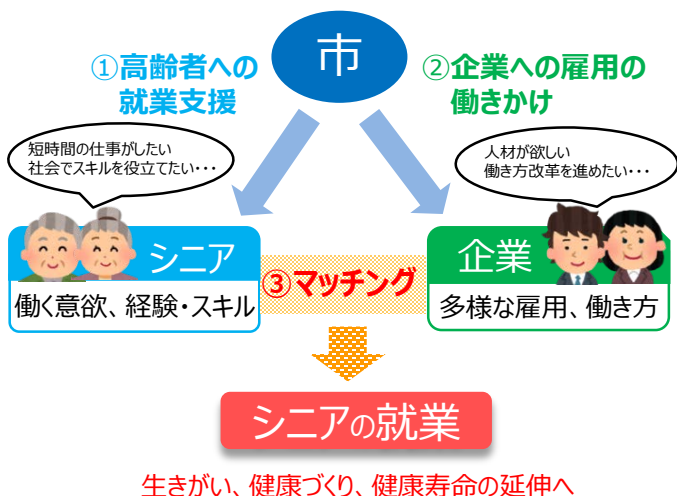 市
①高齢者への
就業支援
②企業への雇用の
働きかけ
短時間の仕事がしたい
社会でスキルを役立てたい・・・
人材が欲しい
働き方改革を進めたい・・・
シニア
働く意欲、経験・スキル
③マッチング
企業
多様な雇用、働き方
シニアの就業
生きがい、健康づくり、健康寿命の延伸へ